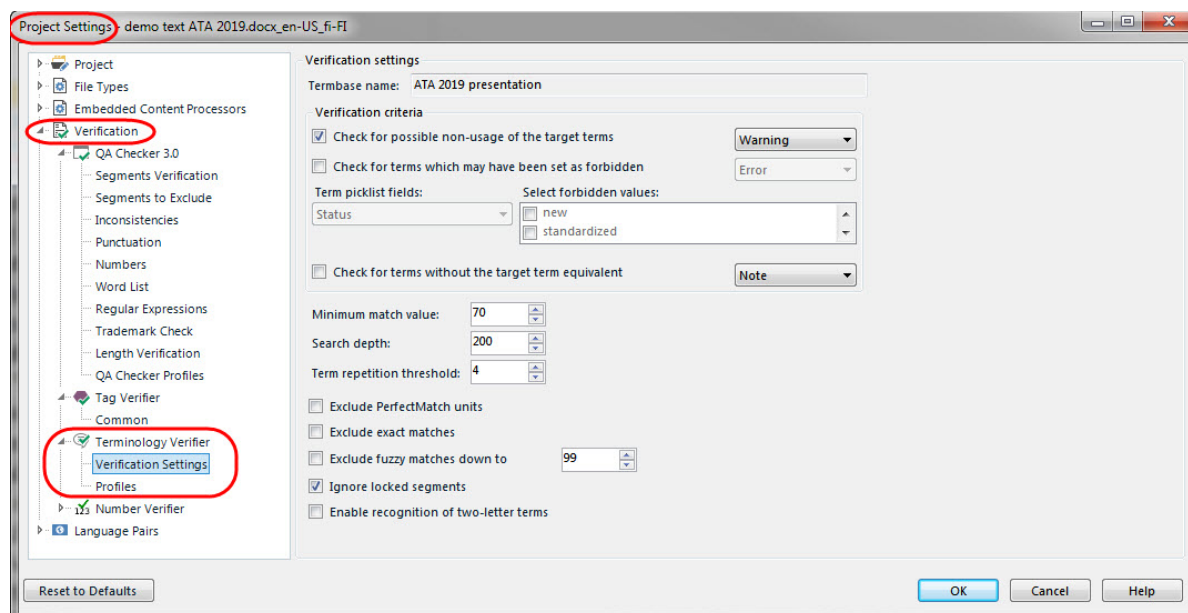 Project Settings - demo text ATA 2019.docx_en-US_fi-FI
Project
File Types
Embedded Content Processors
Verification
QA Checker 3.0
Segments Verification
Segments to Exclude
Inconsistencies
Punctuation
Numbers
Word List
Regular Expressions
Trademark Check
Length Verification
QA Checker Profiles
Tag Verifier
Common
Terminology Verifier
Verification Settings
Profiles
123 Number Verifier
Language Pairs
Verification settings
Termbase name: ATA 2019 presentation
Verification criteria
Check for possible non-usage of the target terms Warning
Check for terms which may have been set as forbidden Error
Term picklist fields: Select forbidden values:
Status new
standardized
Check for terms without the target term equivalent Note
Minimum match value: 70
Search depth: 200
Term repetition threshold: 4
Exclude PerfectMatch units
Exclude exact matches
Exclude fuzzy matches down to 99
Ignore locked segments
Enable recognition of two-letter terms
Reset to Defaults OK Cancel Help